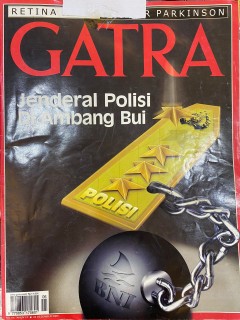 RETINA
PARKINSON
GATRA
Jenderal Polisi
Di Ambang Bui
POLISI
BNI